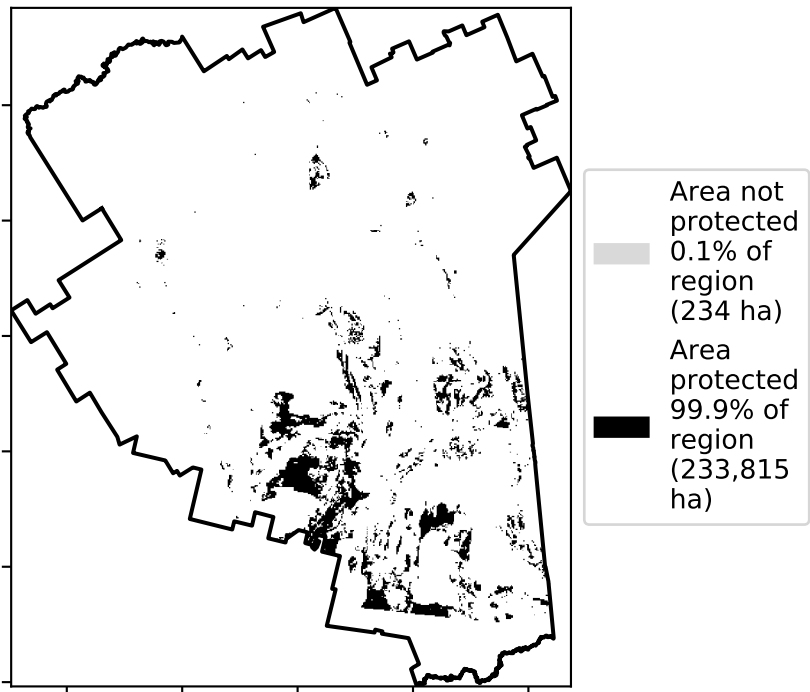 Area not
protected
0.1% of
region
(234 ha)
Area
protected
99.9% of
region
(233,815
ha)